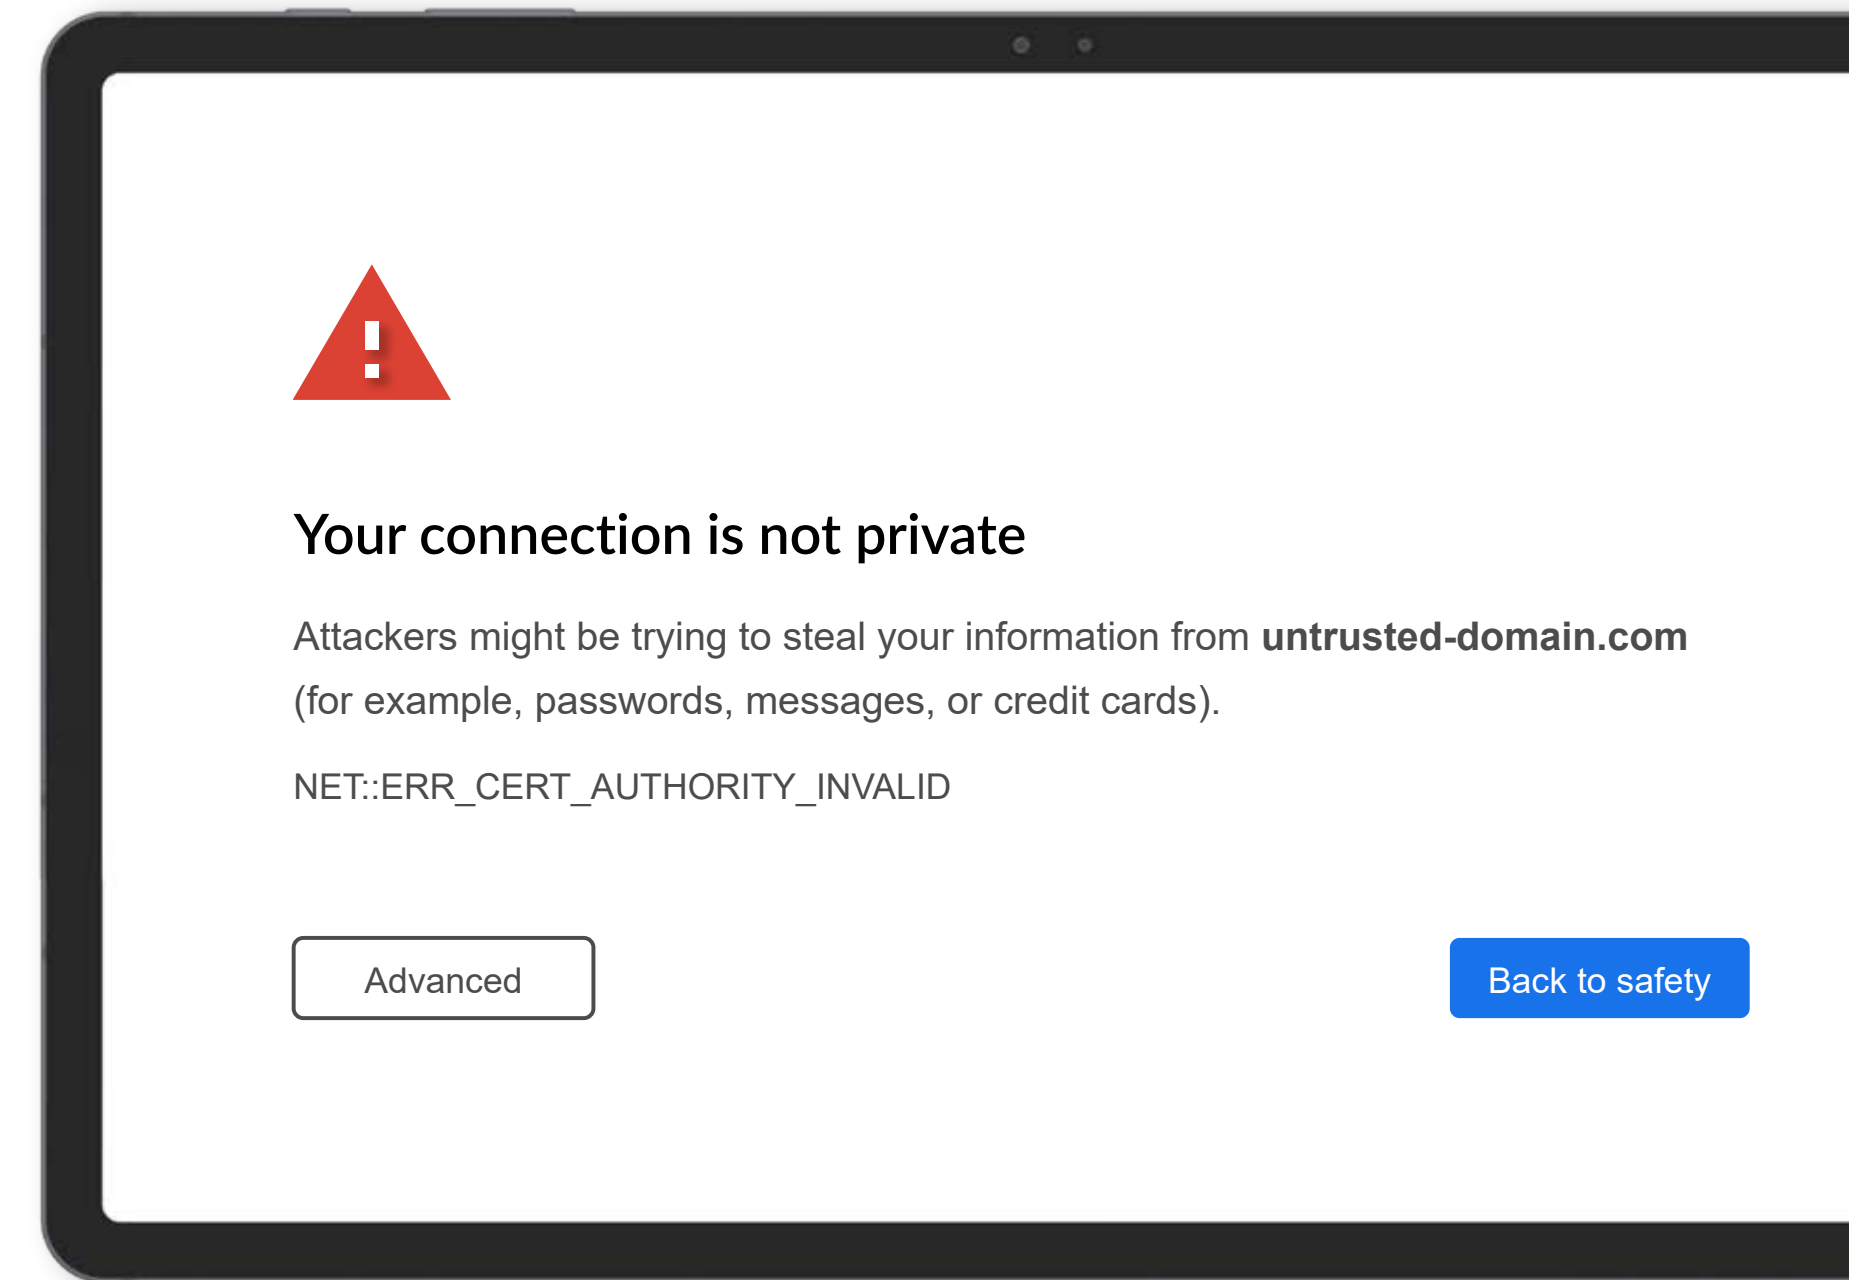 Your connection is not private
Attackers might be trying to steal your information from untrusted-domain.com
(for example, passwords, messages, or credit cards).
NET::ERR_CERT_AUTHORITY_INVALID
Advanced
Back to safety